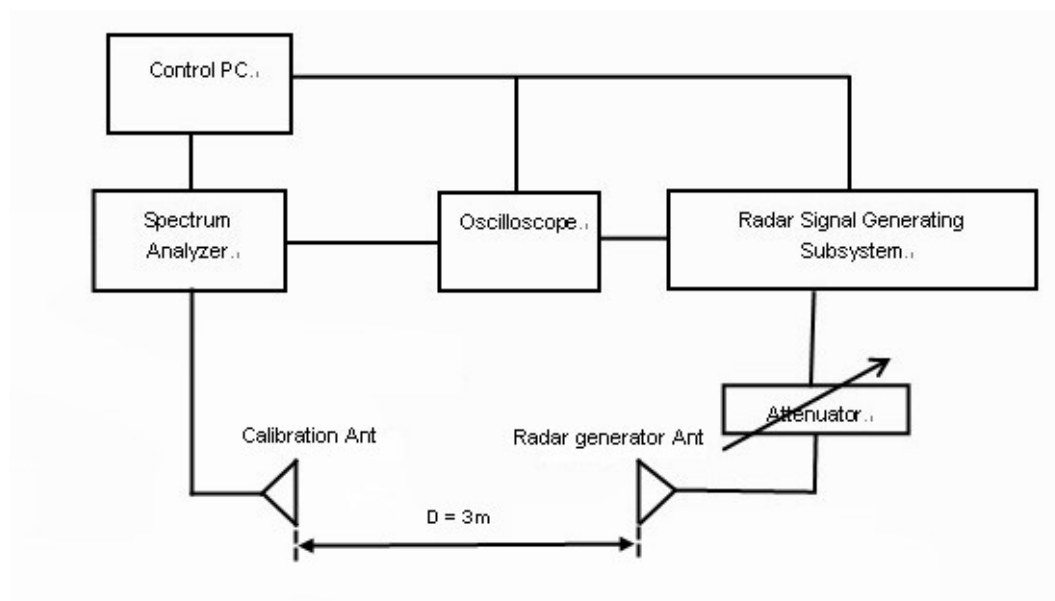 Control PC
Spectrum
Analyzer
Oscilloscope
Radar Signal Generating
Subsystem
Attenuator
Calibration Ant
Radar generator Ant
D = 3m